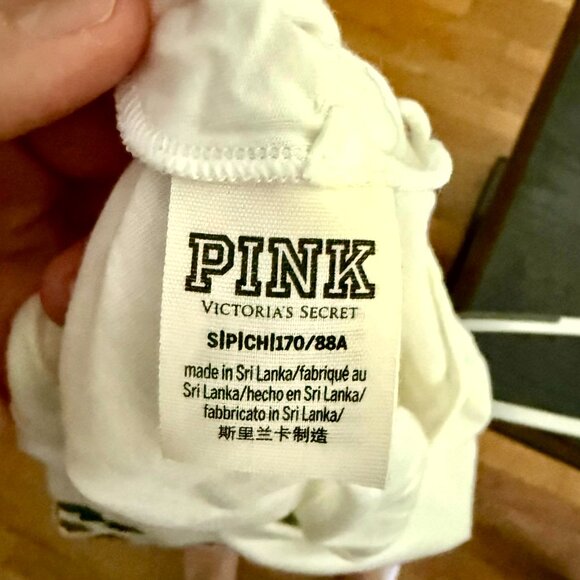 PINK
VICTORIA'S SECRET
S|P|CH|170/88A
made in Sri Lanka/fabriqué au
Sri Lanka/hecho en Sri Lanka/
fabbricato in Sri Lanka/
斯里兰卡制造